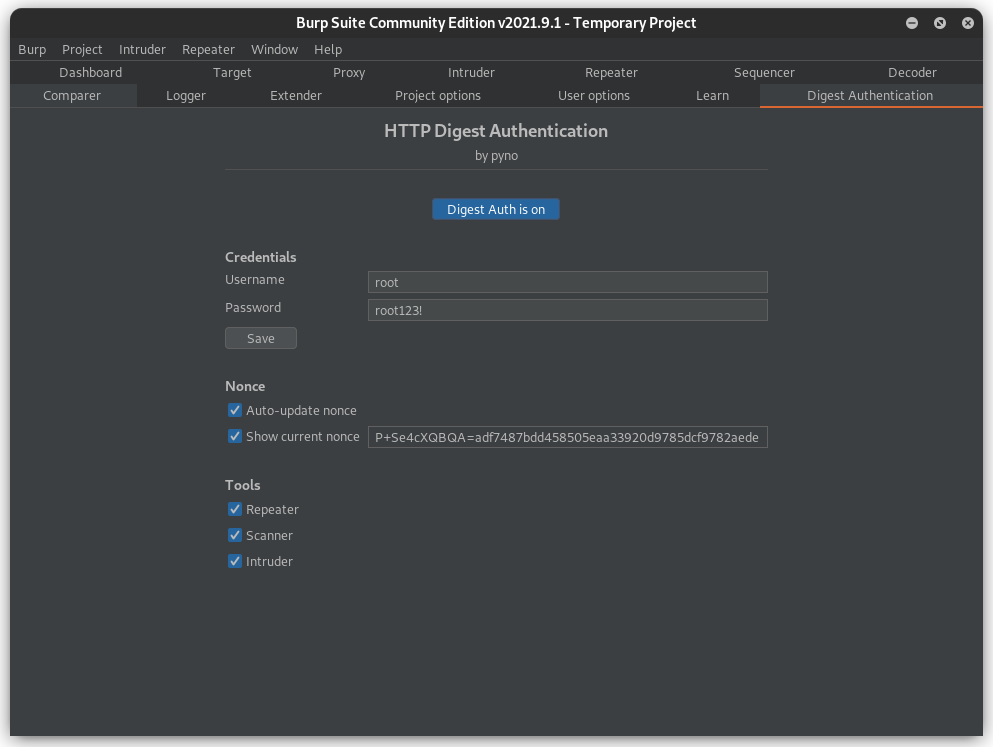 Burp Suite Community Edition v2021.9.1 - Temporary Project
Burp Project Intruder Repeater Window Help
Dashboard Target Proxy Intruder Repeater Sequencer Decoder
Comparer Logger Extender Project options User options Learn Digest Authentication
HTTP Digest Authentication
by pyno
Digest Auth is on
Credentials
Username root
Password root123!
Save
Nonce
Auto-update nonce
Show current nonce P+Se4cXQBQA=adf7487bdd458505eaa33920d9785dcf9782aede
Tools
Repeater
Scanner
Intruder